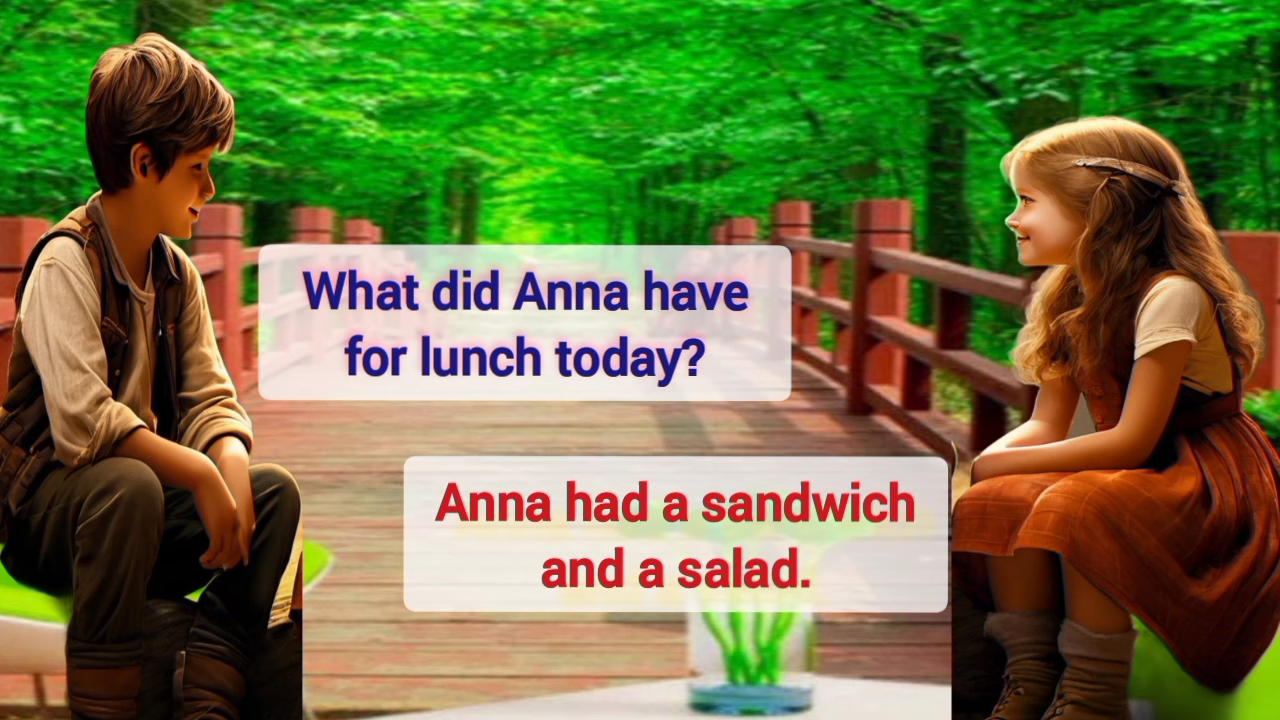 What did Anna have
for lunch today?
Anna had a sandwich
and a salad.